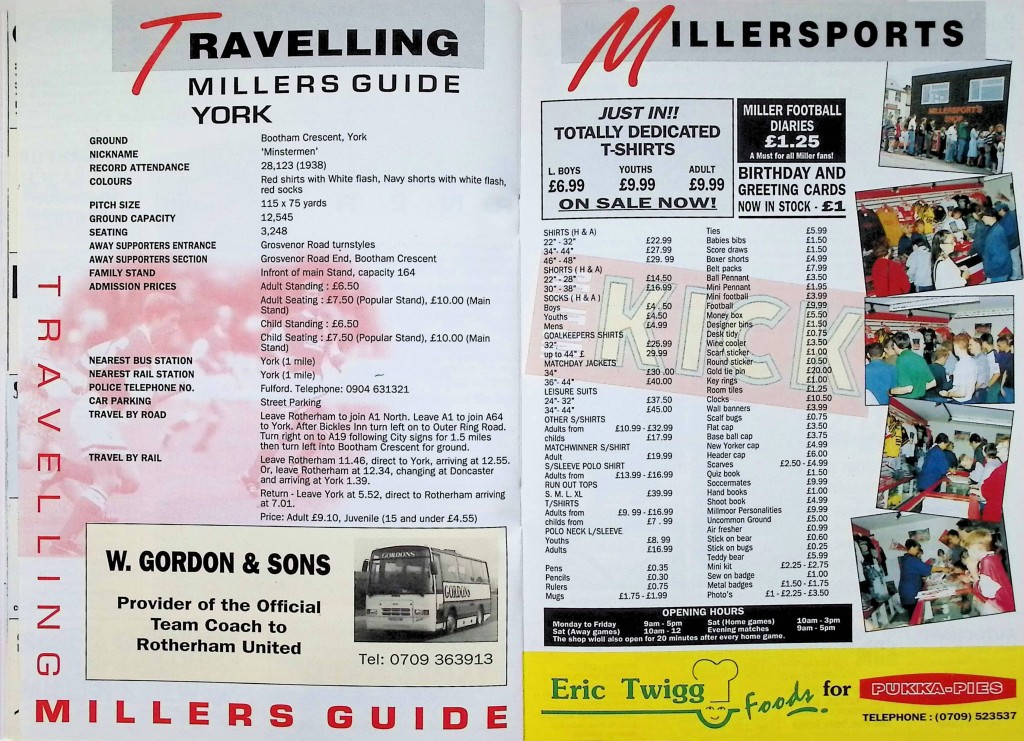 TRAVELLING
MILLERS GUIDE
YORK
GROUND Bootham Crescent, York
NICKNAME 'Minstermen'
RECORD ATTENDANCE 28,123 (1938)
COLOURS Red shirts with White flash, Navy shorts with white flash,
red socks
PITCH SIZE 115 x 75 yards
GROUND CAPACITY 12,545
SEATING 3,248
AWAY SUPPORTERS ENTRANCE Grosvenor Road turnstyles
AWAY SUPPORTERS SECTION Grosvenor Road End, Bootham Crescent
FAMILY STAND Infront of main Stand, capacity 164
ADMISSION PRICES Adult Standing : £6.50
Adult Seating : £7.50 (Popular Stand), £10.00 (Main
Stand)
Child Standing : £6.50
Child Seating : £7.50 (Popular Stand), £10.00 (Main
Stand)
NEAREST BUS STATION York (1 mile)
NEAREST RAIL STATION York (1 mile)
POLICE TELEPHONE NO. Fulford. Telephone: 0904 631321
CAR PARKING Street Parking
TRAVEL BY ROAD Leave Rotherham to join A1 North. Leave A1 to join A64
to York. After Bickles Inn turn left on to Outer Ring Road.
Turn right on to A19 following City signs for 1.5 miles
then turn left into Bootham Crescent for ground.
TRAVEL BY RAIL Leave Rotherham 11.46, direct to York, arriving at 12.55.
Or, leave Rotherham at 12.34, changing at Doncaster
and arriving at York 1.39.
Return - Leave York at 5.52, direct to Rotherham arriving
at 7.01.
Price: Adult £9.10, Juvenile (15 and under £4.55)
TRAVELLING
W. GORDON & SONS
Provider of the Official
Team Coach to
Rotherham United
GORDONS
GORDONS
Tel: 0709 363913
MILLERS GUIDE
MILLERSPORTS
JUST IN!!
TOTALLY DEDICATED
T-SHIRTS
L. BOYS YOUTHS ADULT
£6.99 £9.99 £9.99
ON SALE NOW!
MILLER FOOTBALL
DIARIES
£1.25
A Must for all Miller fans!
BIRTHDAY AND
GREETING CARDS
NOW IN STOCK - £1
KICK
SHIRTS (H & A)
22"- 32" £22.99
34"- 44" £27.99
46" - 48" £29. 99
SHORTS ( H & A)
22" - 28" £14.50
30" - 38" £16.99
SOCKS ( H & A )
Boys £4 .50
Youths £4.50
Mens £4.99
GOALKEEPERS SHIRTS
32" £25.99
up to 44" £ 29.99
MATCHDAY JACKETS
34" £30 .00
36"- 44" £40.00
LEISURE SUITS
24"- 32" £37.50
34"- 44" £45.00
OTHER S/SHIRTS
Adults from £10.99 - £32.99
childs £17.99
MATCHWINNER S/SHIRT
Adult £19.99
S/SLEEVE POLO SHIRT
Adults from £13.99 - £16.99
RUN OUT TOPS
S. M. L. XL £39.99
T/SHIRTS
Adults from £9. 99 - £16.99
childs from £7 . 99
POLO NECK L/SLEEVE
Youths £8. 99
Adults £16.99
Pens £0.35
Pencils £0.30
Rulers £0.75
Mugs £1.75 - £1.99
Ties £5.99
Babies bibs £1.50
Score draws £1.50
Boxer shorts £4.99
Belt packs £7.99
Ball Pennant £3.50
Mini Pennant £1.95
Mini football £3.99
Football £9.99
Money box £5.50
Designer bins £1.50
Desk tidy £0.75
Wine cooler £3.50
Scarf sticker £1.00
Round sticker £0.50
Gold tie pin £20.00
Key rings £1.00
Room tiles £1.25
Clocks £10.50
Wall banners £3.99
Scalf bugs £0.75
Flat cap £3.50
Base ball cap £3.75
New Yorker cap £4.99
Header cap £6.00
Scarves £2.50 - £4.99
Quiz book £1.50
Soccermates £9.99
Hand books £1.00
Shoot book £4.99
Millmoor Personalities £9.99
Uncommon Ground £5.00
Air fresher £0.99
Stick on bear £0.60
Stick on bugs £0.25
Teddy bear £5.99
Mini kit £2.25 - £2.75
Sew on badge £1.00
Metal badges £1.50 - £1.75
Photo's £1 - £2.25 - £3.50
OPENING HOURS
Monday to Friday 9am - 5pm Sat (Home games) 10am - 3pm
Sat (Away games) 10am - 12 Evening matches 9am - 5pm
The shop wioll also open for 20 minutes after every home game.
MILLERSPORT'S
SHOP
Eric Twigg Foods for PUKKA-PIES
TELEPHONE : (0709) 523537